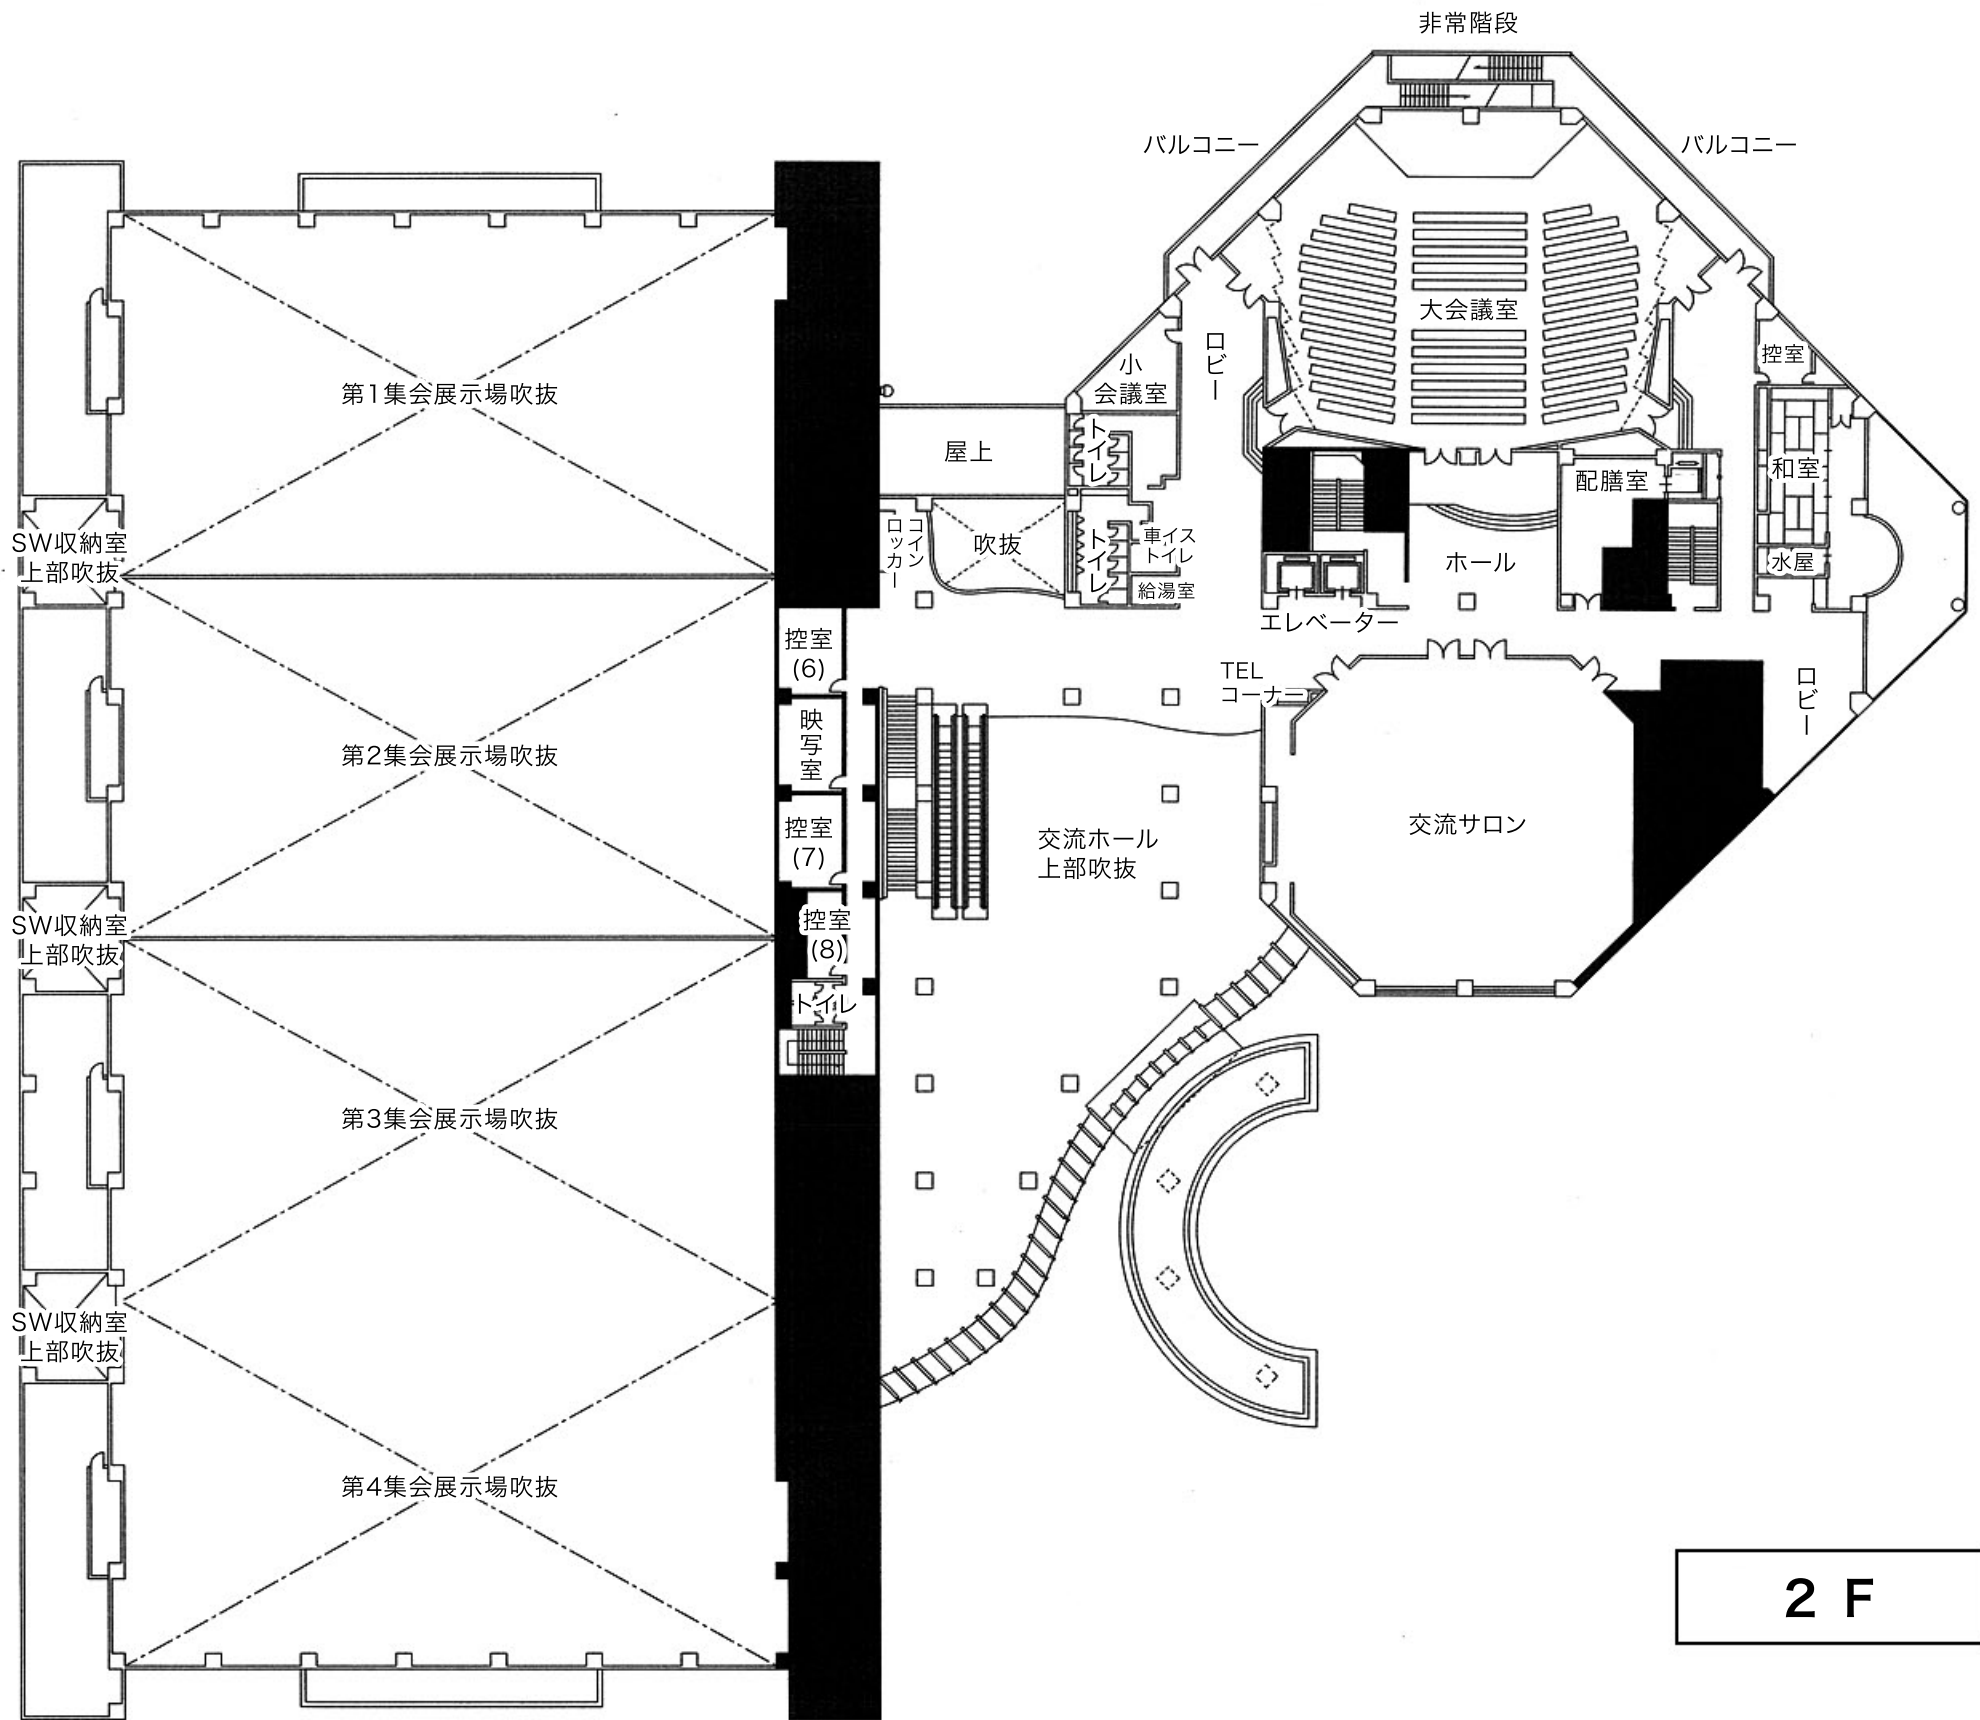 非常階段
バルコニー
バルコニー
大会議室
ロビー
小
会議室
控室
第1集会展示場吹抜
屋上
トイレ
配膳室
和室
SW収納室
上部吹抜
コイン
ロッカー
吹抜
トイレ
車イス
トイレ
給湯室
ホール
水屋
エレベーター
控室
(6)
TEL
コーナー
ロビー
映写室
第2集会展示場吹抜
控室
(7)
交流ホール
上部吹抜
交流サロン
SW収納室
上部吹抜
控室
(8)
トイレ
第3集会展示場吹抜
SW収納室
上部吹抜
第4集会展示場吹抜
2 F